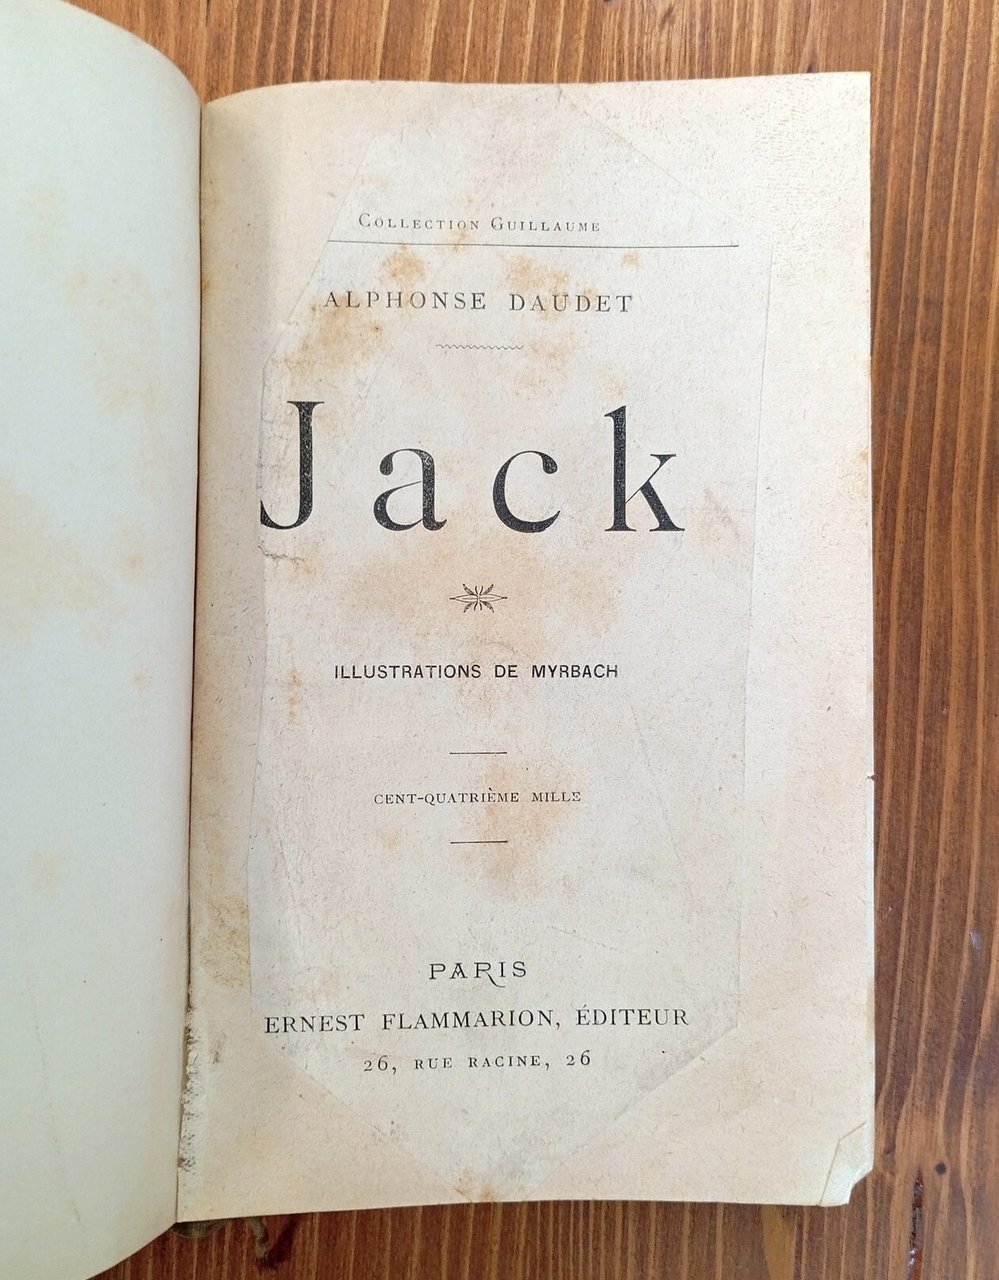 Collection Guillaume
ALPHONSE DAUDET
Jack
ILLUSTRATIONS DE MYRBACH
CENT-QUATRIÈME MILLE
PARIS
ERNEST FLAMMARION, ÉDITEUR
26, RUE RACINE, 26